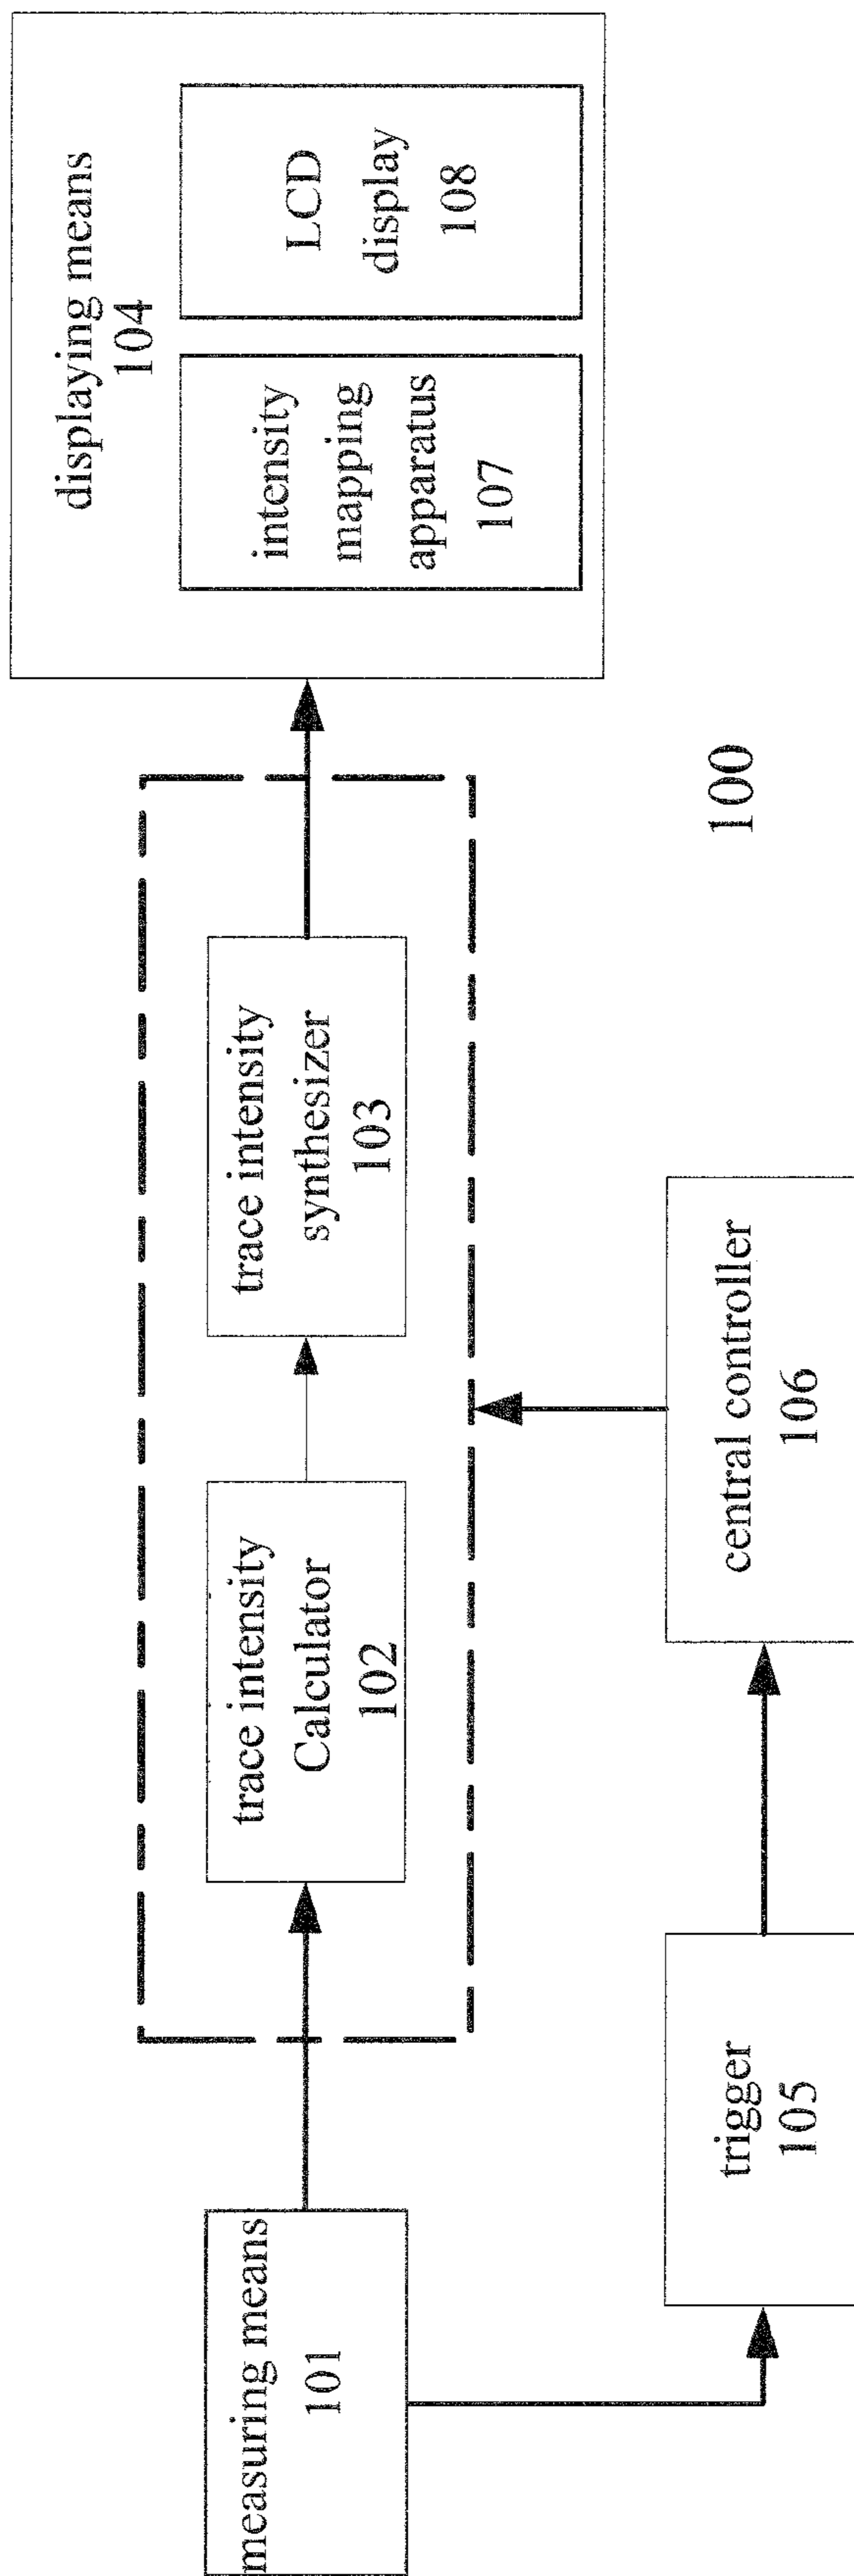 measuring means
101
trace intensity
Calculator
102
trace intensity
synthesizer
103
displaying means
104
intensity
mapping
apparatus
107
LCD
display
108
trigger
105
central controller
106
100